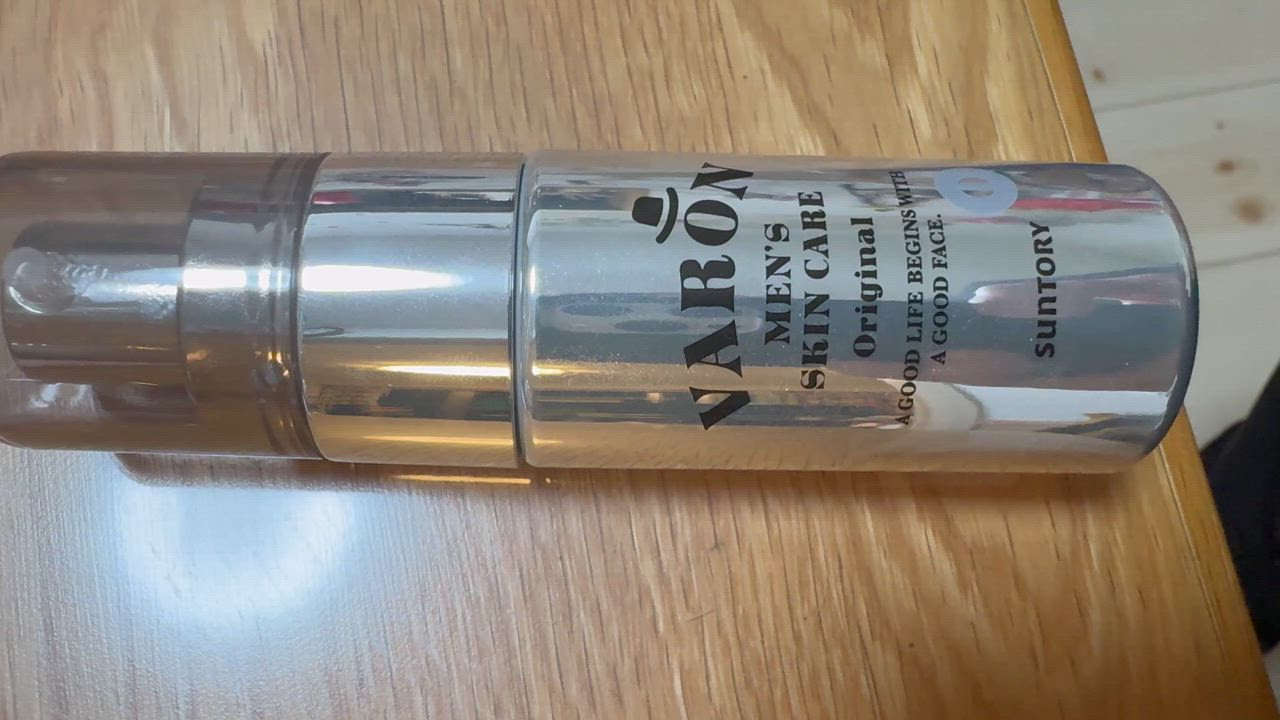 VARON
MEN'S
SKIN CARE
Original
A GOOD LIFE BEGINS WITH
A GOOD FACE.
SUNTORY